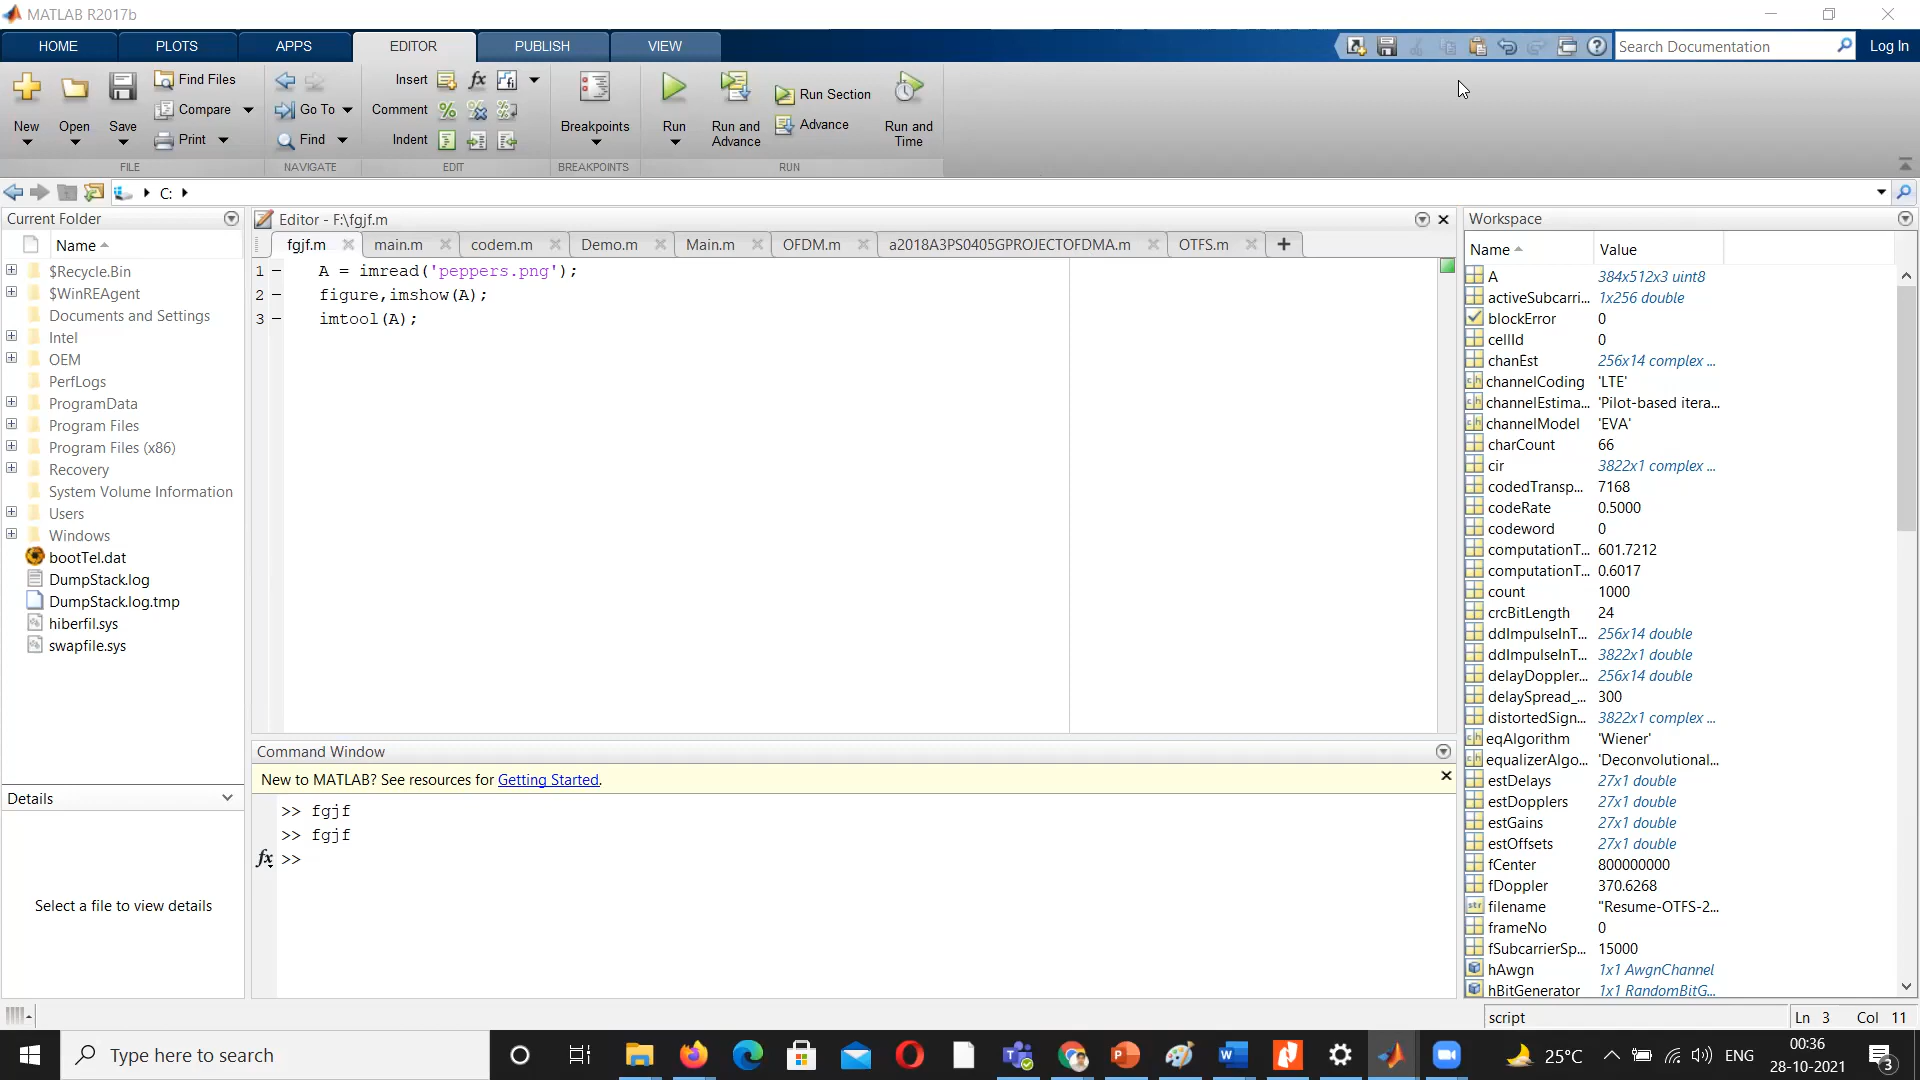 MATLAB R2017b
HOME PLOTS APPS EDITOR PUBLISH VIEW
Search Documentation
Log In
New
Open
Save
Find Files
Compare
Print
FILE
Go To
Find
NAVIGATE
Insert
Comment
Indent
EDIT
Breakpoints
BREAKPOINTS
Run
Run and
Advance
Run Section
Advance
Run and
Time
RUN
C:
Current Folder
Name
$Recycle.Bin
$WinREAgent
Documents and Settings
Intel
OEM
PerfLogs
ProgramData
Program Files
Program Files (x86)
Recovery
System Volume Information
Users
Windows
bootTel.dat
DumpStack.log
DumpStack.log.tmp
hiberfil.sys
swapfile.sys
Details
Select a file to view details
Editor - F:\fgjf.m
fgjf.m main.m codem.m Demo.m Main.m OFDM.m a2018A3PS0405GPROJECTOFDMA.m OTFS.m
1 – A = imread('peppers.png');
2 – figure,imshow(A);
3 – imtool(A);
Command Window
New to MATLAB? See resources for Getting Started.
>> fgjf
>> fgjf
fx >>
Workspace
Name Value
A 384x512x3 uint8
activeSubcarri... 1x256 double
blockError 0
cellId 0
chanEst 256x14 complex ...
channelCoding 'LTE'
channelEstima... 'Pilot-based itera...
channelModel 'EVA'
charCount 66
cir 3822x1 complex ...
codedTransp... 7168
codeRate 0.5000
codeword 0
computationT... 601.7212
computationT... 0.6017
count 1000
crcBitLength 24
ddImpulseInT... 256x14 double
ddImpulseInT... 3822x1 double
delayDoppler... 256x14 double
delaySpread_... 300
distortedSign... 3822x1 complex ...
eqAlgorithm 'Wiener'
equalizerAlgo... 'Deconvolutional...
estDelays 27x1 double
estDopplers 27x1 double
estGains 27x1 double
estOffsets 27x1 double
fCenter 800000000
fDoppler 370.6268
filename "Resume-OTFS-2...
frameNo 0
fSubcarrierSp... 15000
hAwgn 1x1 AwgnChannel
hBitGenerator 1x1 RandomBitG...
script
Ln 3 Col 11
Type here to search
25°C
ENG
00:36
28-10-2021
3